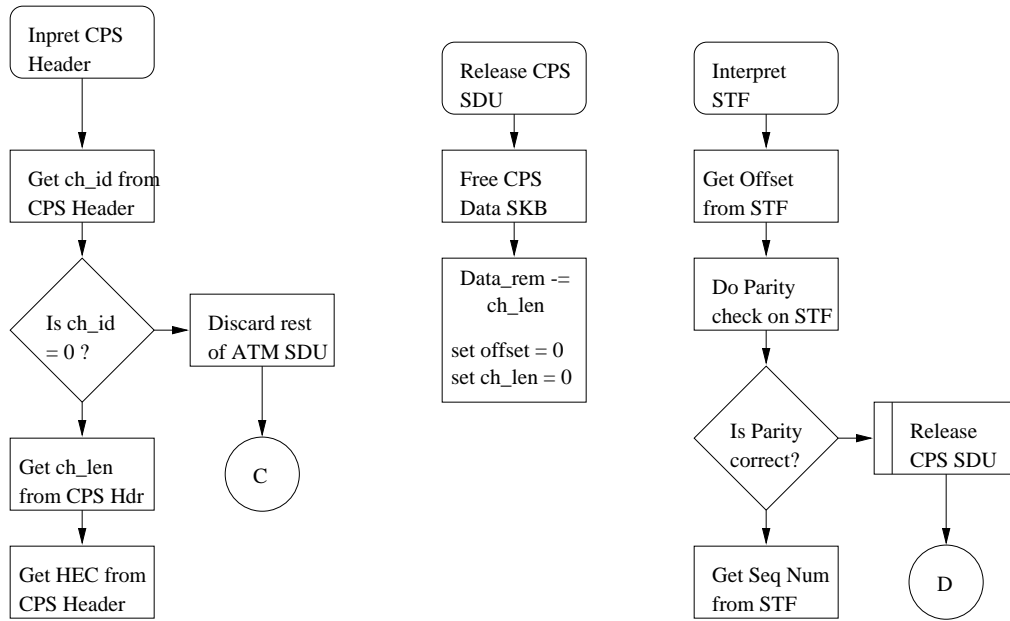 Inpret CPS
Header
Get ch_id from
CPS Header
Is ch_id
= 0 ?
Discard rest
of ATM SDU
C
Get ch_len
from CPS Hdr
Get HEC from
CPS Header
Release CPS
SDU
Free CPS
Data SKB
Data_rem -=
ch_len
set offset = 0
set ch_len = 0
Interpret
STF
Get Offset
from STF
Do Parity
check on STF
Is Parity
correct?
Release
CPS SDU
D
Get Seq Num
from STF